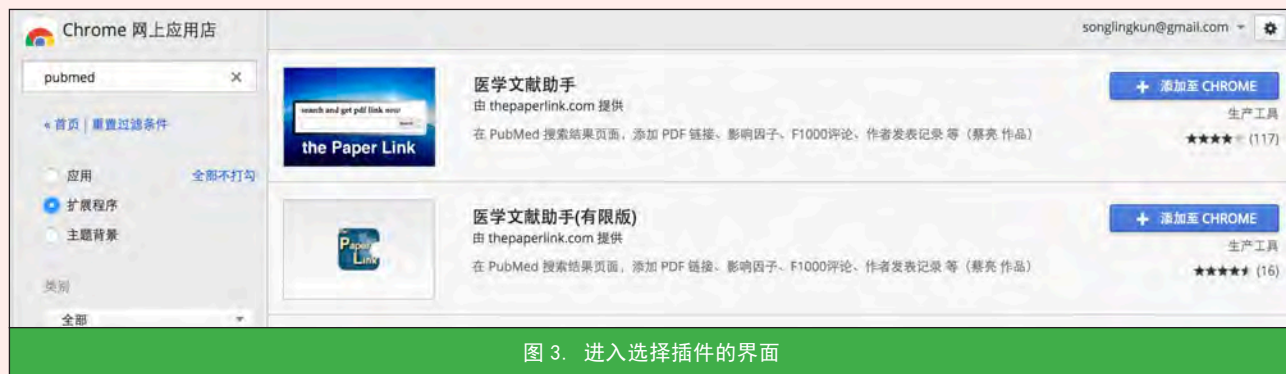 Chrome 网上应用店
songlingkun@gmail.com
pubmed
×
« 首页 | 重置过滤条件
应用
全部不打勾
扩展程序
主题背景
类别
全部
search and get pdf link now
Search
the Paper Link
医学文献助手
由 thepaperlink.com 提供
在 PubMed 搜索结果页面，添加 PDF 链接、影响因子、F1000评论、作者发表记录 等（蔡亮 作品）
+ 添加至 CHROME
生产工具
★★★★ (117)
Paper
Link
医学文献助手(有限版)
由 thepaperlink.com 提供
在 PubMed 搜索结果页面，添加 PDF 链接、影响因子、F1000评论、作者发表记录 等（蔡亮 作品）
+ 添加至 CHROME
生产工具
(16)
图 3. 进入选择插件的界面